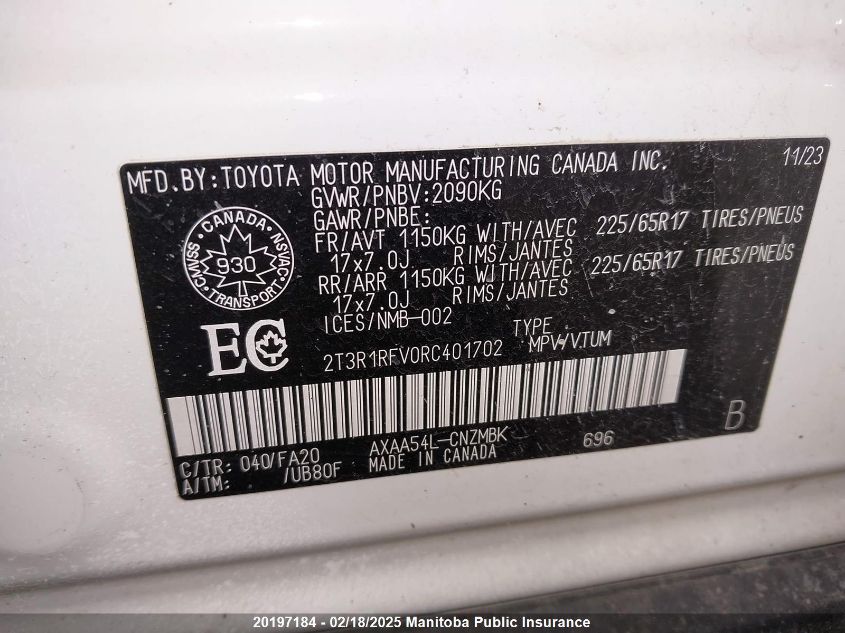 MFD.BY:TOYOTA MOTOR MANUFACTURING CANADA INC. 11/23
GVWR/PNBV:2090KG
GAWR/PNBE:
FR/AVT 1150KG WITH/AVEC 225/65R17 TIRES/PNEUS
17x7.0J RIMS/JANTES
RR/ARR 1150KG WITH/AVEC 225/65R17 TIRES/PNEUS
17x7.0J RIMS/JANTES
ICES/NMB-002
CANADA
CMVSS
NSVAC
930
TRANSPORT
EC
TYPE :
2T3R1RFV0RC401702 MPV/V.TUM
B
AXAA54L-CNZMBK 696
C/TR: 040/FA20 MADE IN CANADA
A/TM: /UB80F
20197184 - 02/18/2025 Manitoba Public Insurance